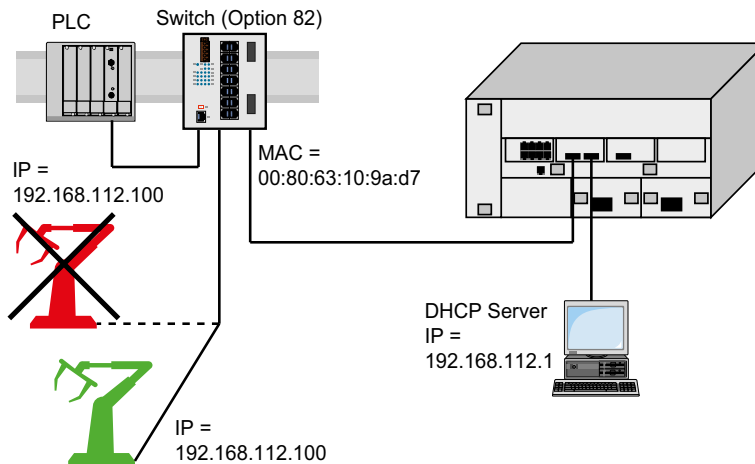 PLC
Switch (Option 82)
MAC =
00:80:63:10:9a:d7
IP =
192.168.112.100
DHCP Server
IP =
192.168.112.1
IP =
192.168.112.100